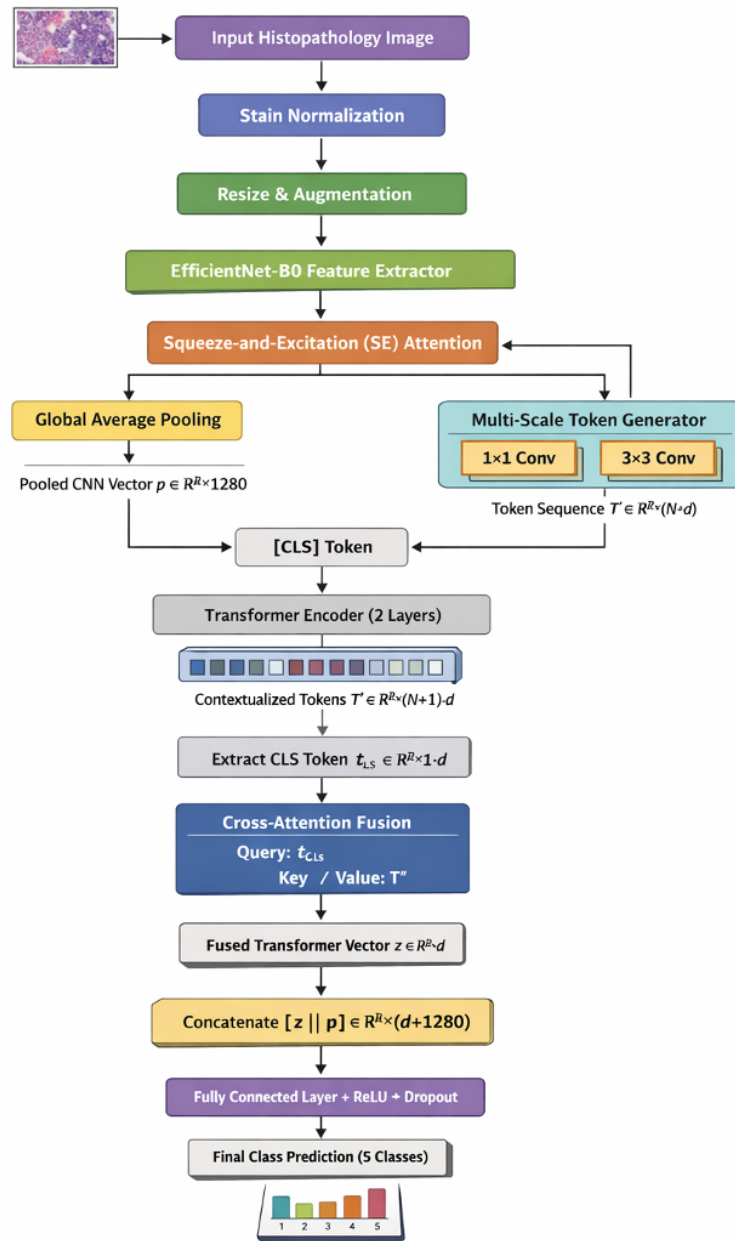 Input Histopathology Image
Stain Normalization
Resize & Augmentation
EfficientNet-B0 Feature Extractor
Squeeze-and-Excitation (SE) Attention
Global Average Pooling
Pooled CNN Vector p ∈ R^R×1280
Multi-Scale Token Generator
1×1 Conv
3×3 Conv
Token Sequence T' ∈ R^R×(N+d)
[CLS] Token
Transformer Encoder (2 Layers)
Contextualized Tokens T' ∈ R^R×(N+1)·d
Extract CLS Token t_LS ∈ R^R×1·d
Cross-Attention Fusion
Query: t_CLs
Key / Value: T″
Fused Transformer Vector z ∈ R^B·d
Concatenate [z || p] ∈ R^R×(d+1280)
Fully Connected Layer + ReLU + Dropout
Final Class Prediction (5 Classes)
1 2 3 4 5